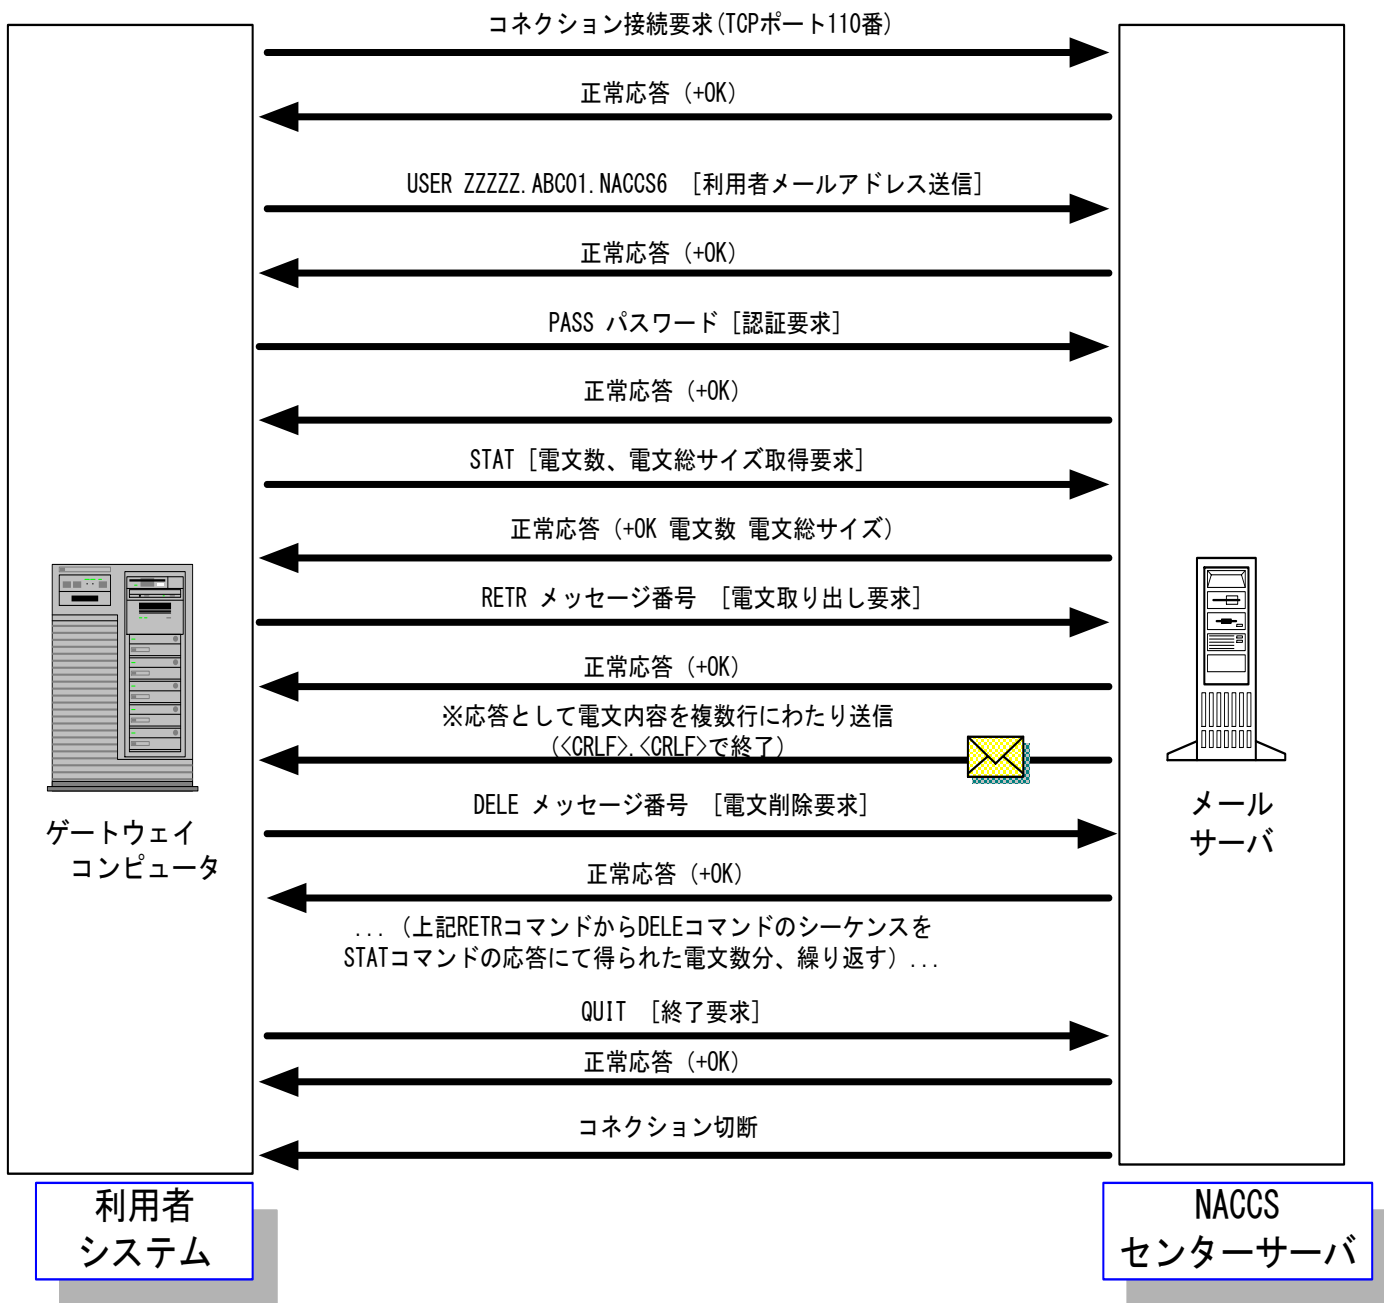 コネクション接続要求(TCPポート110番)
正常応答 (+OK)
USER ZZZZZ.ABC01.NACCS6 [利用者メールアドレス送信]
正常応答 (+OK)
PASS パスワード [認証要求]
正常応答 (+OK)
STAT [電文数、電文総サイズ取得要求]
正常応答 (+OK 電文数 電文総サイズ)
RETR メッセージ番号 [電文取り出し要求]
正常応答 (+OK)
※応答として電文内容を複数行にわたり送信
(<CRLF>.<CRLF>で終了)
DELE メッセージ番号 [電文削除要求]
正常応答 (+OK)
...(上記RETRコマンドからDELEコマンドのシーケンスを
STATコマンドの応答にて得られた電文数分、繰り返す)...
QUIT [終了要求]
正常応答 (+OK)
コネクション切断
ゲートウェイ
コンピュータ
メール
サーバ
利用者
システム
NACCS
センターサーバ